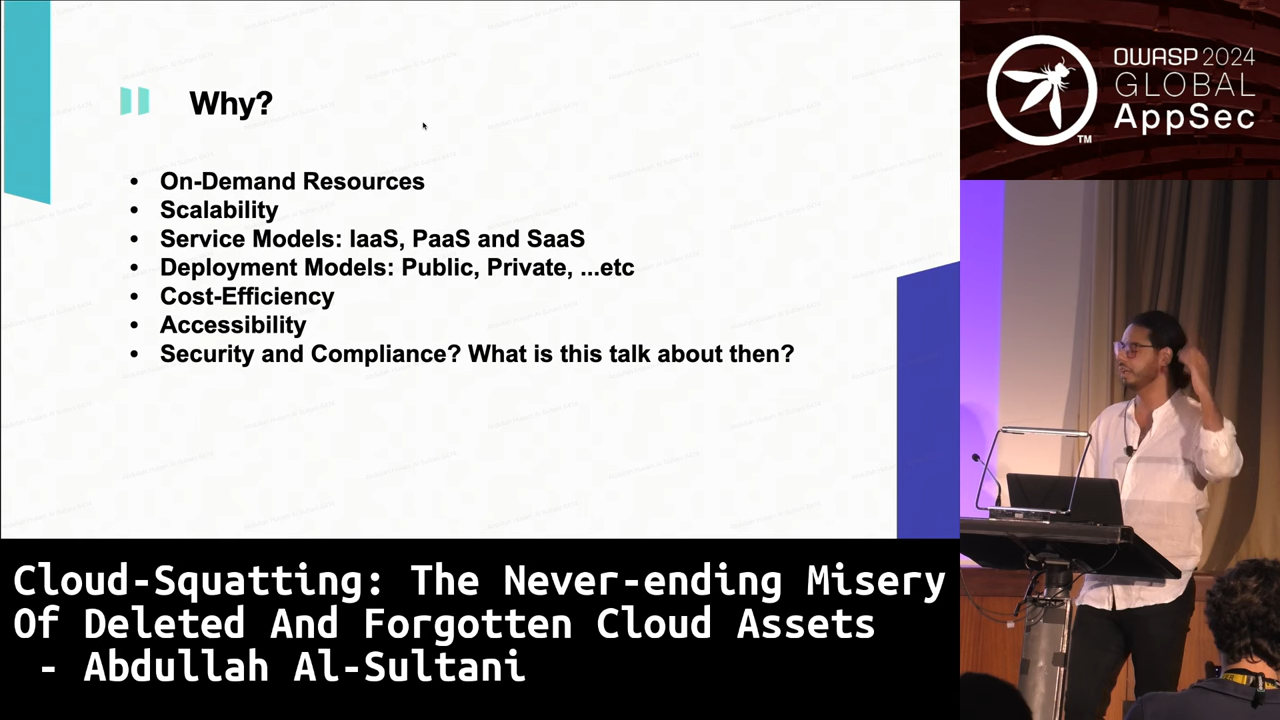 Why?
• On-Demand Resources
• Scalability
• Service Models: IaaS, PaaS and SaaS
• Deployment Models: Public, Private, ...etc
• Cost-Efficiency
• Accessibility
• Security and Compliance? What is this talk about then?
OWASP 2024
GLOBAL
AppSec
TM
Cloud-Squatting: The Never-ending Misery
Of Deleted And Forgotten Cloud Assets
- Abdullah Al-Sultani